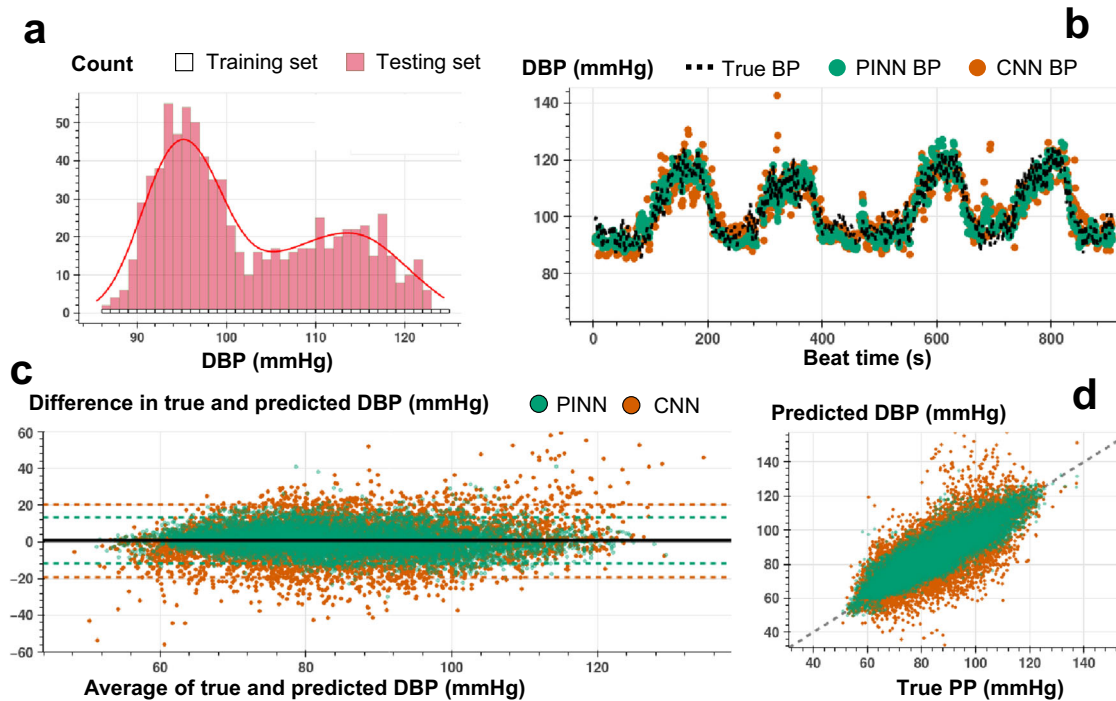 a
Count
Training set
Testing set
50
40
30
20
10
0
90
100
110
120
DBP (mmHg)
b
DBP (mmHg)
True BP
PINN BP
CNN BP
140
120
100
80
0
200
400
600
800
Beat time (s)
c
Difference in true and predicted DBP (mmHg)
PINN
CNN
60
40
20
0
−20
−40
−60
60
80
100
120
Average of true and predicted DBP (mmHg)
d
Predicted DBP (mmHg)
140
120
100
80
60
40
40
60
80
100
120
140
True PP (mmHg)